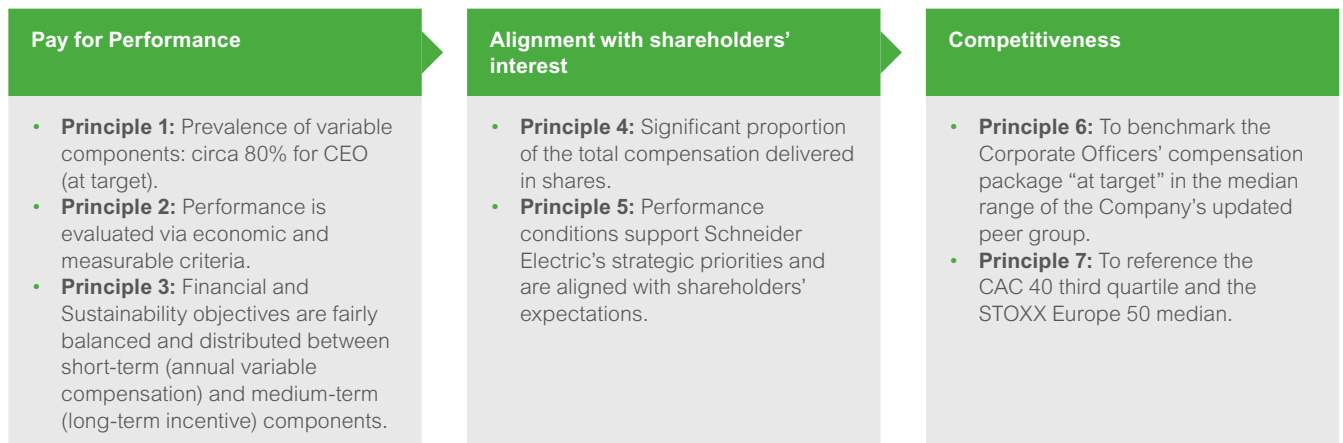 Pay for Performance
• Principle 1: Prevalence of variable
components: circa 80% for CEO
(at target).
• Principle 2: Performance is
evaluated via economic and
measurable criteria.
• Principle 3: Financial and
Sustainability objectives are fairly
balanced and distributed between
short-term (annual variable
compensation) and medium-term
(long-term incentive) components.
Alignment with shareholders’
interest
• Principle 4: Significant proportion
of the total compensation delivered
in shares.
• Principle 5: Performance
conditions support Schneider
Electric’s strategic priorities and
are aligned with shareholders’
expectations.
Competitiveness
• Principle 6: To benchmark the
Corporate Officers’ compensation
package “at target” in the median
range of the Company’s updated
peer group.
• Principle 7: To reference the
CAC 40 third quartile and the
STOXX Europe 50 median.